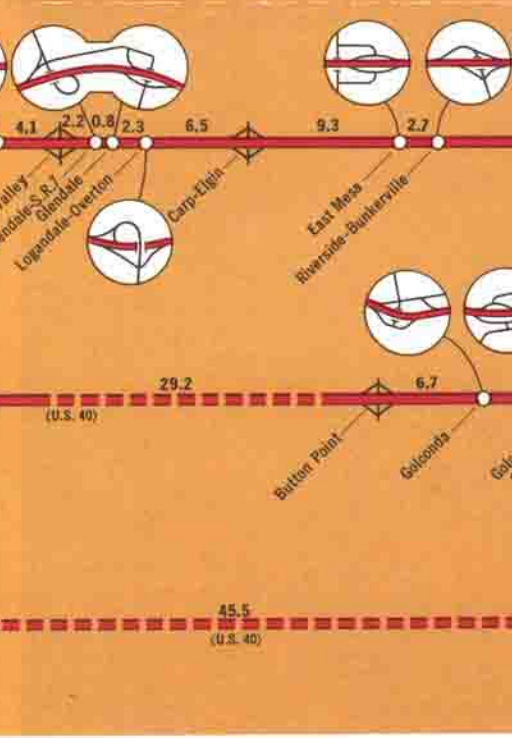 4.1 2.2 0.8 2.3 6.5 9.3 2.7
Valley
Glendale
Logandale-Overton
Carp-Elgin
East Mesa
Riverside-Bunkerville
29.2 6.7
(U.S. 40)
Button Point
Golconda
45.5
(U.S. 40)